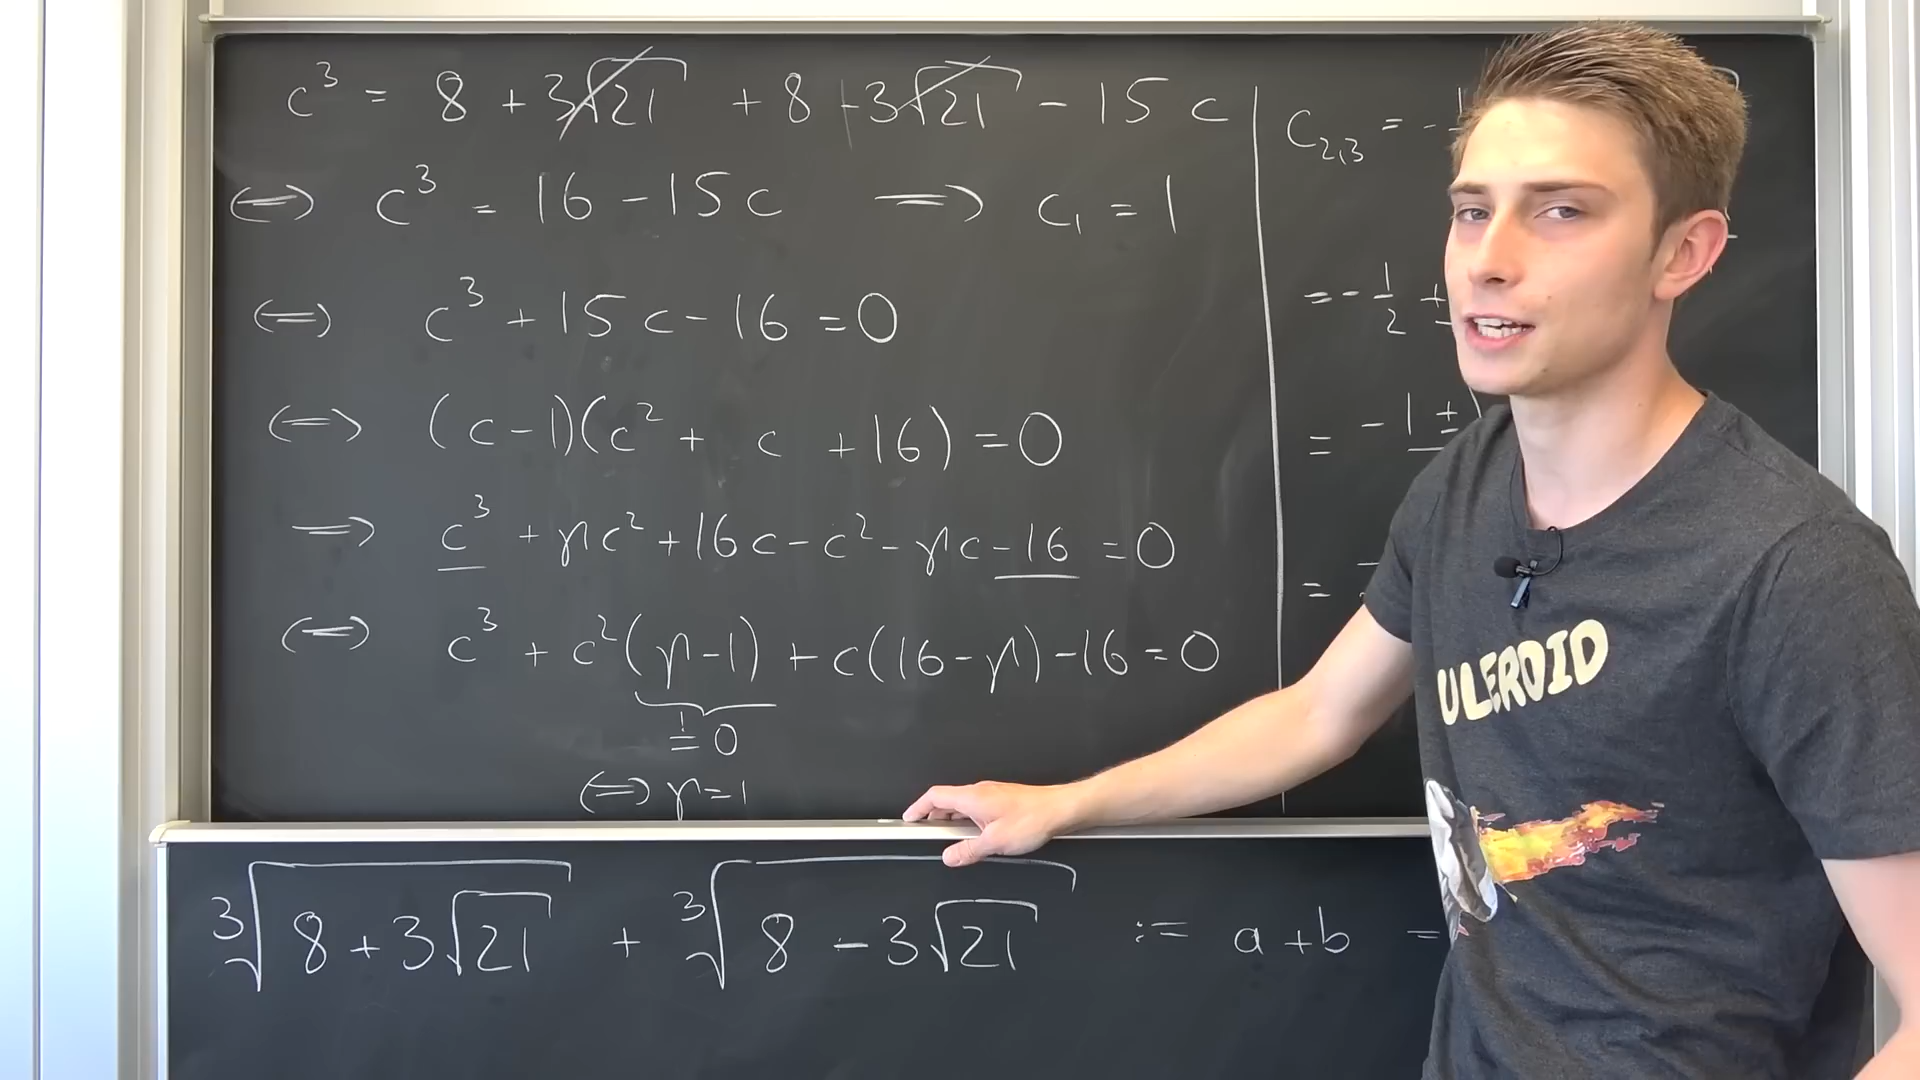 c³ = 8 + 3√21 + 8 - 3√21 - 15c
⇔ c³ = 16 - 15c ⇒ c₁ = 1
⇔ c³ + 15c - 16 = 0
⇔ (c-1)(c² + c + 16) = 0
⇒ c³ + γc² + 16c - c² - γc - 16 = 0
⇔ c³ + c²(γ-1) + c(16-γ) - 16 = 0
! = 0
⇔ γ = 1
C₂,₃ = -
= - 1/2 ±
= -1 ±
=
∛(8 + 3√21) + ∛(8 - 3√21) := a + b =
ULEROID